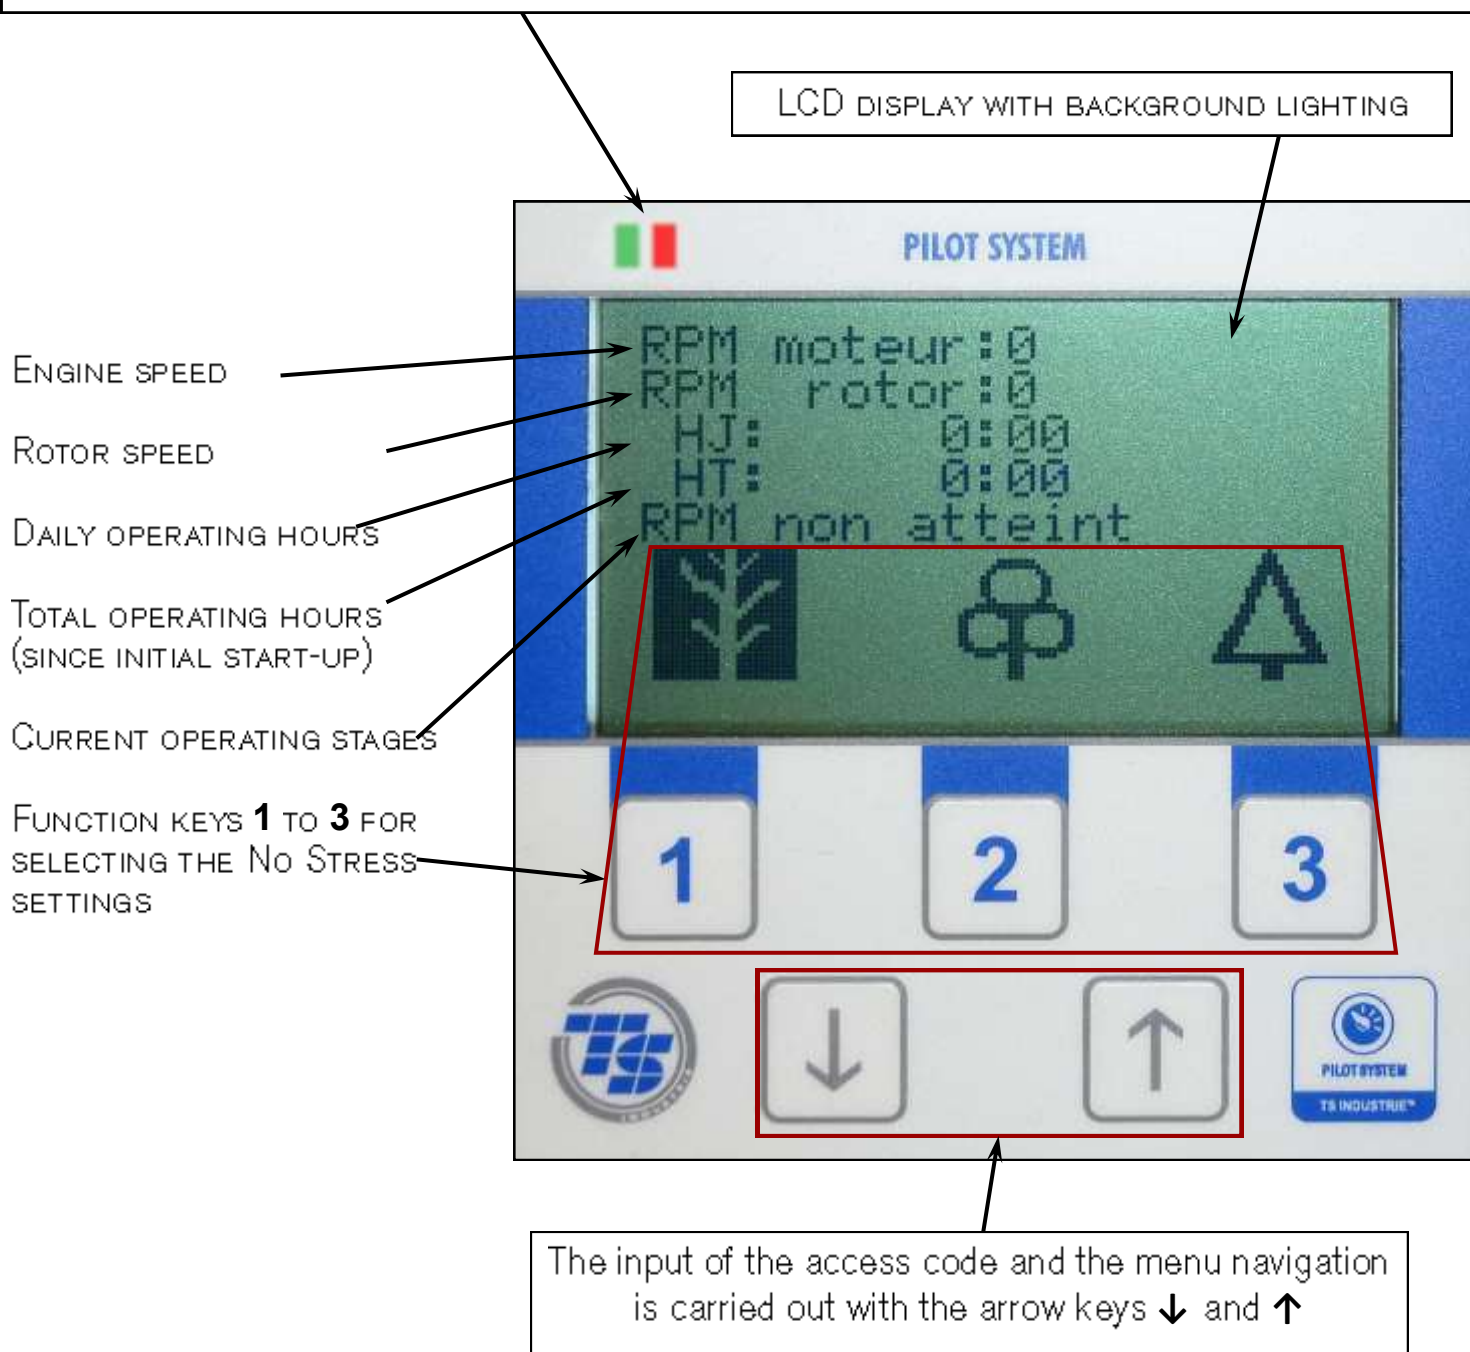 LCD DISPLAY WITH BACKGROUND LIGHTING
PILOT SYSTEM
ENGINE SPEED
ROTOR SPEED
DAILY OPERATING HOURS
TOTAL OPERATING HOURS
(SINCE INITIAL START-UP)
CURRENT OPERATING STAGES
FUNCTION KEYS 1 TO 3 FOR
SELECTING THE NO STRESS
SETTINGS
RPM moteur:0
RPM rotor:0
HJ: 0:00
HT: 0:00
RPM non atteint
1 2 3
TS
INDUSTRIE
↓ ↑
PILOT SYSTEM
TS INDUSTRIE™
The input of the access code and the menu navigation
is carried out with the arrow keys ↓ and ↑